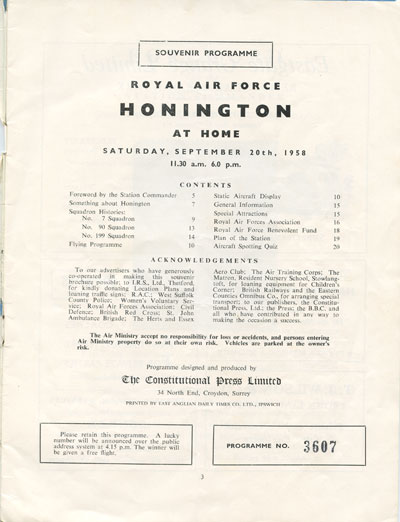 SOUVENIR PROGRAMME
ROYAL AIR FORCE
HONINGTON
AT HOME
SATURDAY, SEPTEMBER 20th, 1958
11.30 a.m. 6.0 p.m.
CONTENTS
Foreword by the Station Commander 5
Something about Honington 7
Squadron Histories:
No. 7 Squadron 9
No. 90 Squadron 13
No. 199 Squadron 14
Flying Programme 10
Static Aircraft Display 10
General Information 15
Special Attractions 15
Royal Air Forces Association 16
Royal Air Force Benevolent Fund 18
Plan of the Station 19
Aircraft Spotting Quiz 20
ACKNOWLEDGEMENTS
To our advertisers who have generously
co-operated in making this souvenir
brochure possible; to I.R.S., Ltd., Thetford,
for kindly donating Location Plans and
loaning traffic signs; R.A.C.; West Suffolk
County Police; Women's Voluntary Ser-
vice; Royal Air Forces Association; Civil
Defence; British Red Cross; St. John
Ambulance Brigade; The Herts and Essex
Aero Club; The Air Training Corps; The
Matron, Resident Nursery School, Stowlang-
toft, for loaning equipment for Children's
Corner; British Railways and the Eastern
Counties Omnibus Co., for arranging special
transport; to our publishers, the Constitu-
tional Press, Ltd.; the Press; the B.B.C. and
all who have contributed in any way to
making the occasion a success.
The Air Ministry accept no responsibility for loss or accidents, and persons entering
Air Ministry property do so at their own risk. Vehicles are parked at the owner's
risk.
Programme designed and produced by
The Constitutional Press Limited
34 North End, Croydon, Surrey
PRINTED BY EAST ANGLIAN DAILY TIMES CO. LTD., IPSWICH
Please retain this programme. A lucky
number will be announced over the public
address system at 4.15 p.m. The winner will
be given a free flight.
PROGRAMME NO. 3607
3